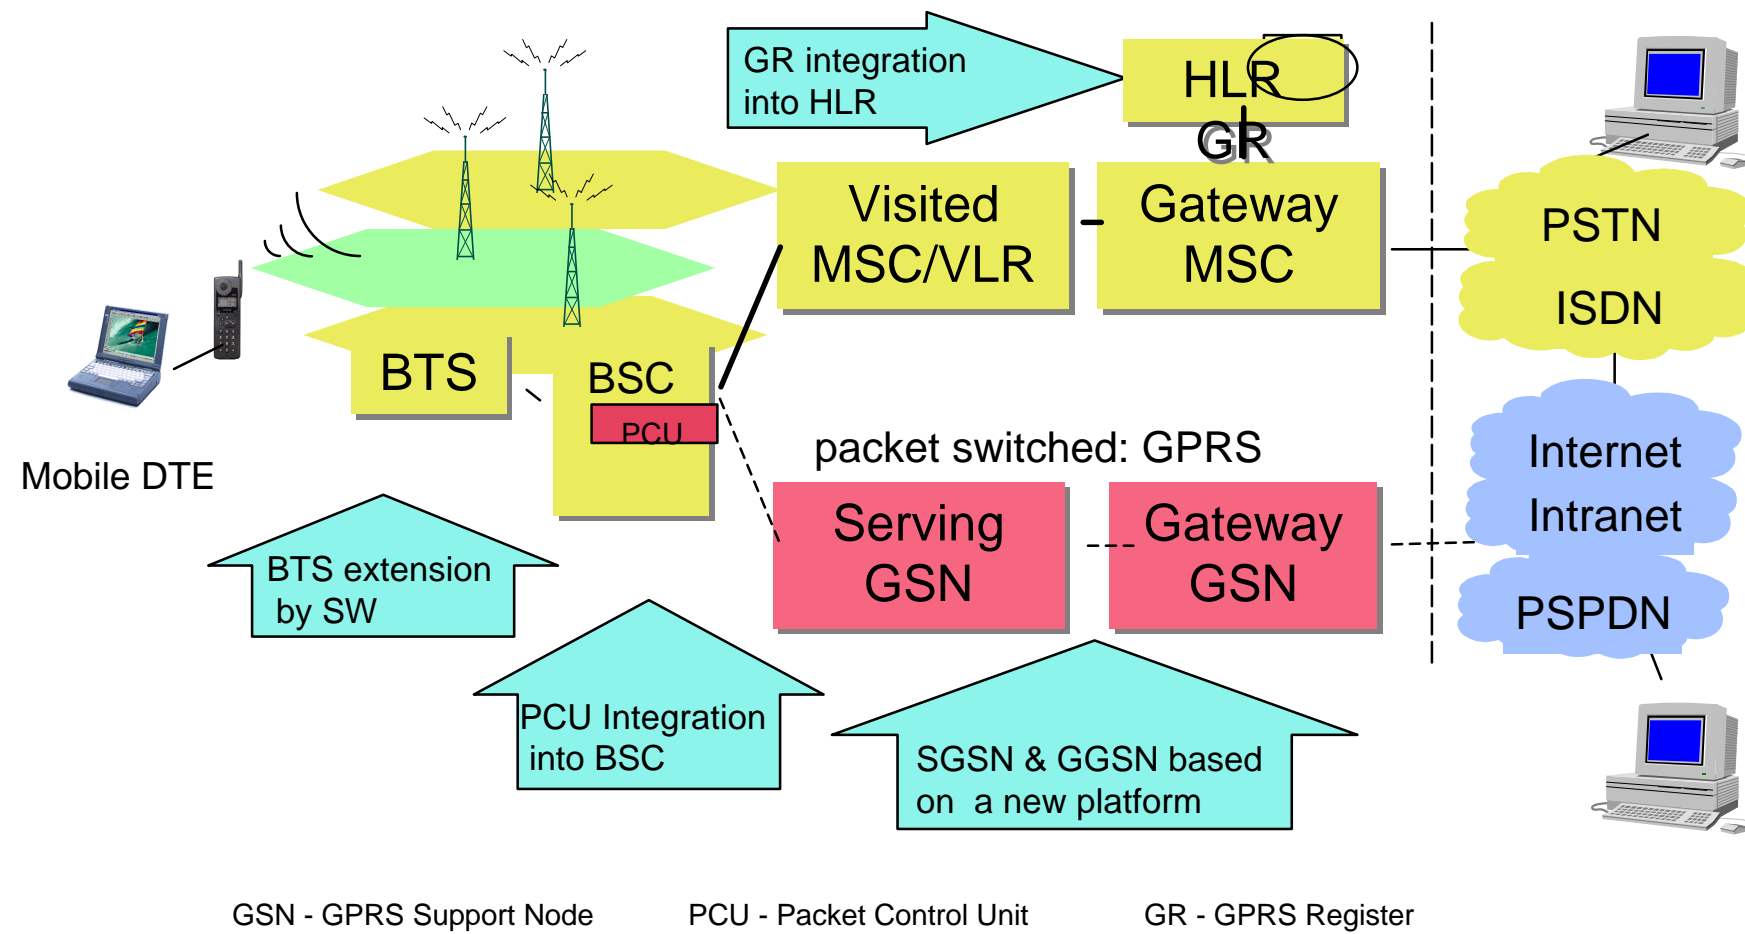 GR integration
into HLR
HLR
GR
Visited
MSC/VLR
Gateway
MSC
PSTN
ISDN
BTS
BSC
PCU
Mobile DTE
packet switched: GPRS
Serving
GSN
Gateway
GSN
Internet
Intranet
PSPDN
BTS extension
by SW
PCU Integration
into BSC
SGSN & GGSN based
on a new platform
GSN - GPRS Support Node
PCU - Packet Control Unit
GR - GPRS Register